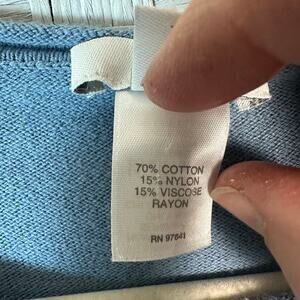 70% COTTON
15% NYLON
15% VISCOSE
RAYON
RN 97641